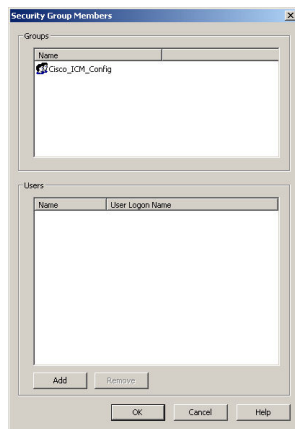 Security Group Members
Groups
Name
Cisco_ICM_Config
Users
Name User Logon Name
Add Remove
OK Cancel Help